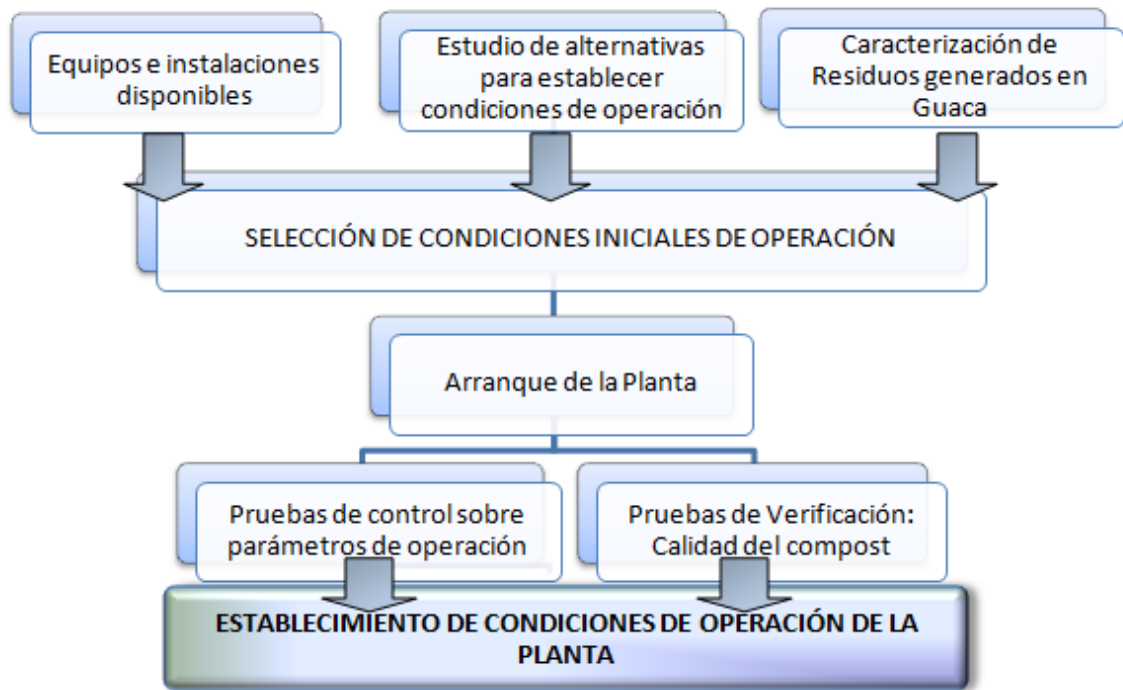 Equipos e instalaciones
disponibles
Estudio de alternativas
para establecer
condiciones de operación
Caracterización de
Residuos generados en
Guaca
SELECCIÓN DE CONDICIONES INICIALES DE OPERACIÓN
Arranque de la Planta
Pruebas de control sobre
parámetros de operación
Pruebas de Verificación:
Calidad del compost
ESTABLECIMIENTO DE CONDICIONES DE OPERACIÓN DE LA
PLANTA